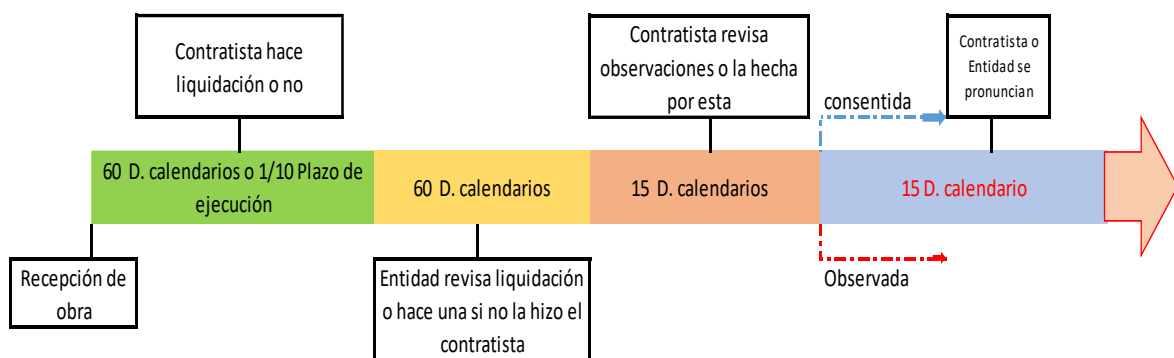 Contratista hace
liquidación o no
Contratista revisa
observaciones o la hecha
por esta
consentida
Contratista o
Entidad se
pronuncian
60 D. calendarios o 1/10 Plazo de
ejecución
60 D. calendarios
15 D. calendarios
15 D. calendario
Recepción de
obra
Entidad revisa liquidación
o hace una si no la hizo el
contratista
Observada